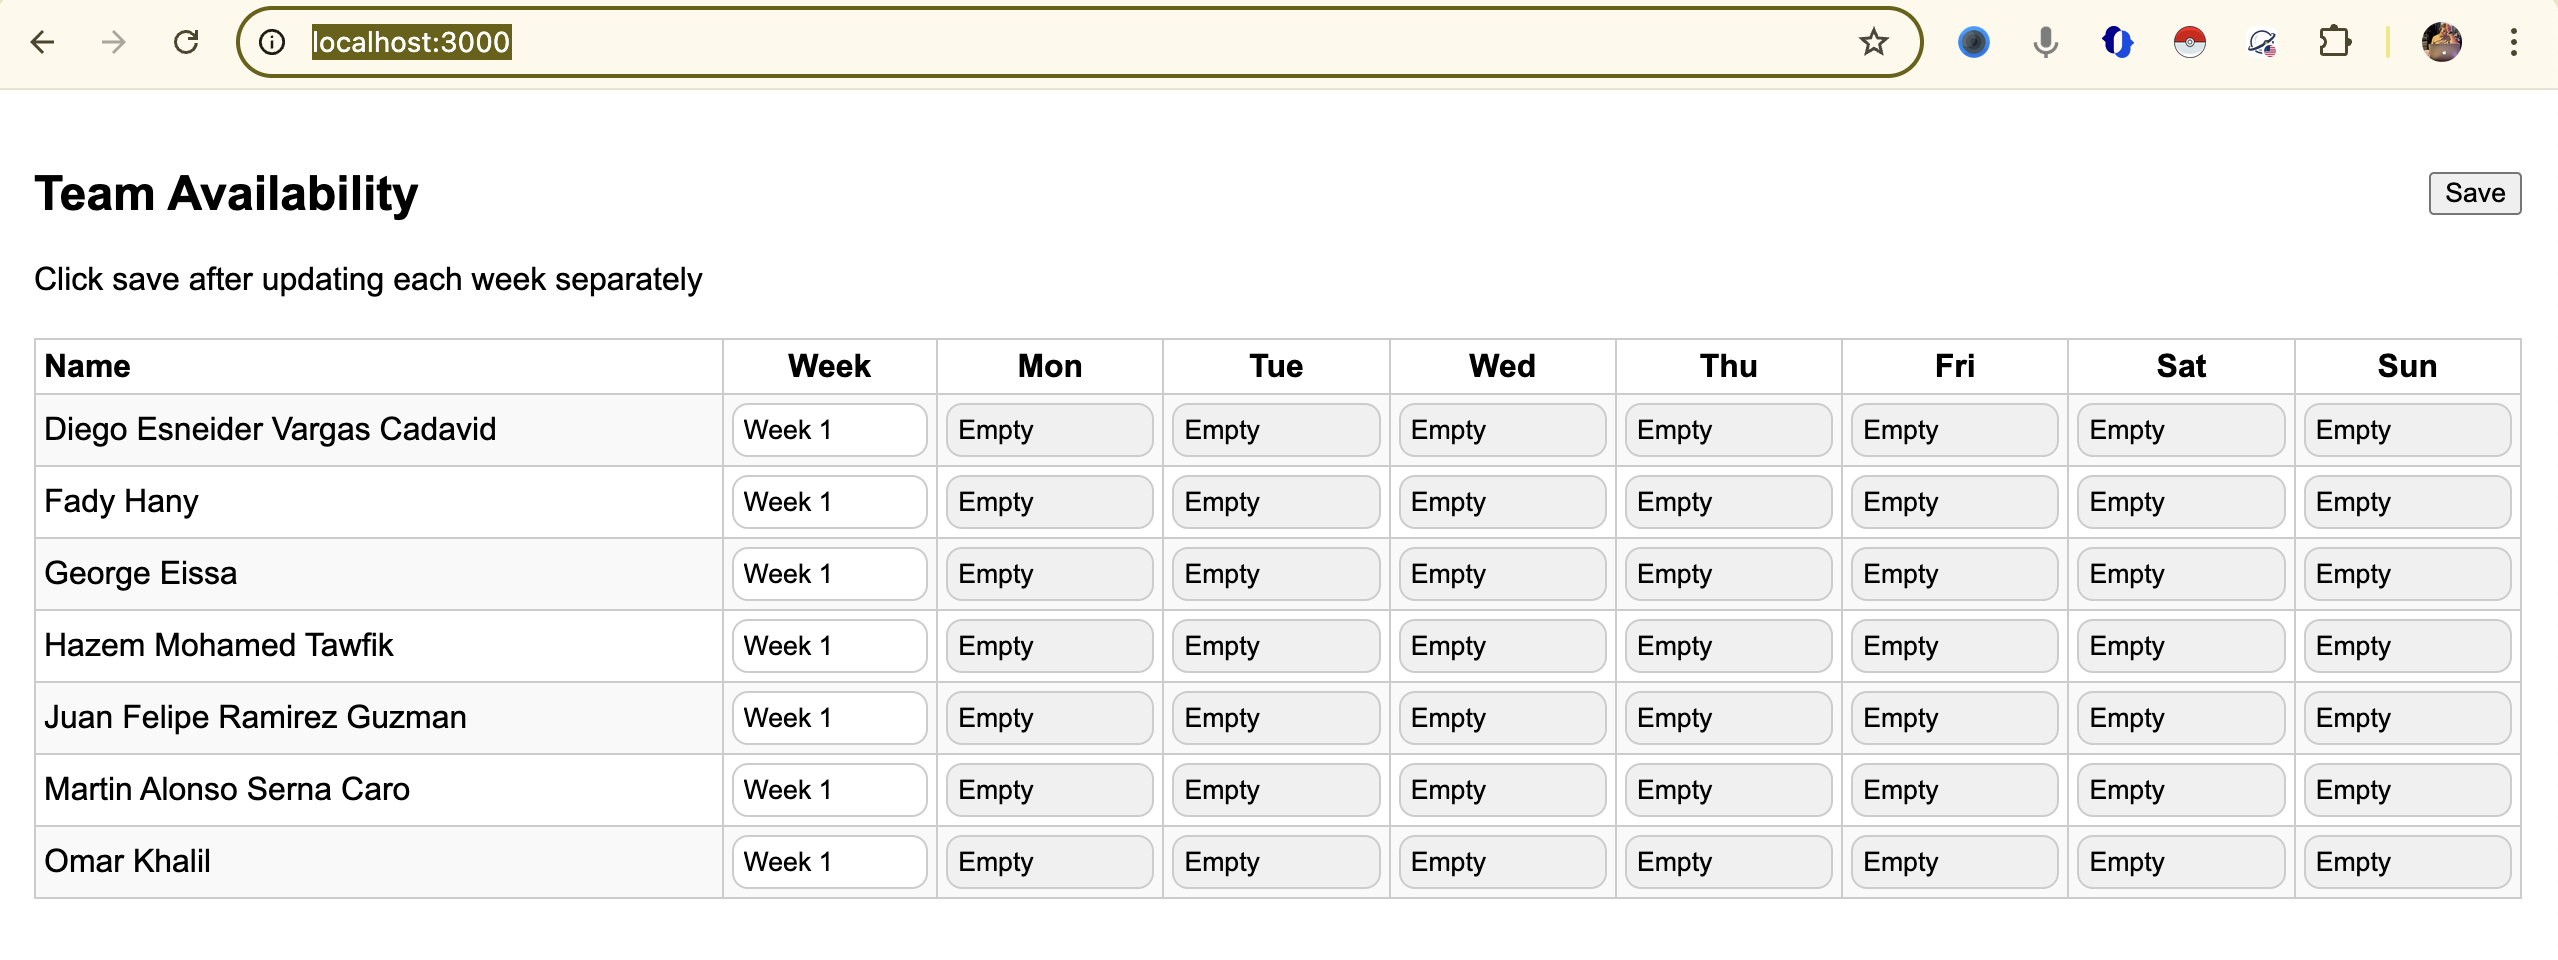 localhost:3000
Team Availability
Save
Click save after updating each week separately
Name Week Mon Tue Wed Thu Fri Sat Sun
Diego Esneider Vargas Cadavid Week 1 Empty Empty Empty Empty Empty Empty Empty
Fady Hany Week 1 Empty Empty Empty Empty Empty Empty Empty
George Eissa Week 1 Empty Empty Empty Empty Empty Empty Empty
Hazem Mohamed Tawfik Week 1 Empty Empty Empty Empty Empty Empty Empty
Juan Felipe Ramirez Guzman Week 1 Empty Empty Empty Empty Empty Empty Empty
Martin Alonso Serna Caro Week 1 Empty Empty Empty Empty Empty Empty Empty
Omar Khalil Week 1 Empty Empty Empty Empty Empty Empty Empty